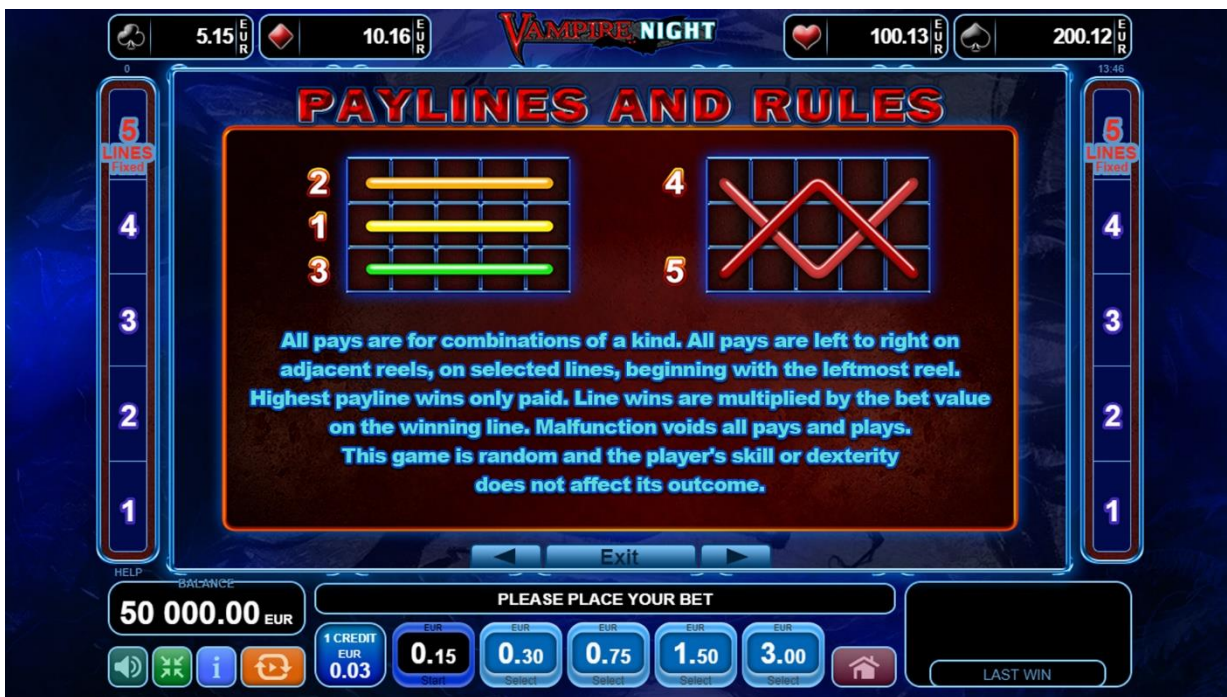 5.15 EUR
10.16 EUR
VAMPIRE NIGHT
100.13 EUR
200.12 EUR
0
13:46
PAYLINES AND RULES
5
LINES
Fixed
4
3
2
1
2
1
3
4
5
5
LINES
Fixed
4
3
2
1
All pays are for combinations of a kind. All pays are left to right on
adjacent reels, on selected lines, beginning with the leftmost reel.
Highest payline wins only paid. Line wins are multiplied by the bet value
on the winning line. Malfunction voids all pays and plays.
This game is random and the player's skill or dexterity
does not affect its outcome.
Exit
HELP
BALANCE
50 000.00 EUR
PLEASE PLACE YOUR BET
1 CREDIT
EUR
0.03
EUR
0.15
Start
EUR
0.30
Select
EUR
0.75
Select
EUR
1.50
Select
EUR
3.00
Select
i
LAST WIN